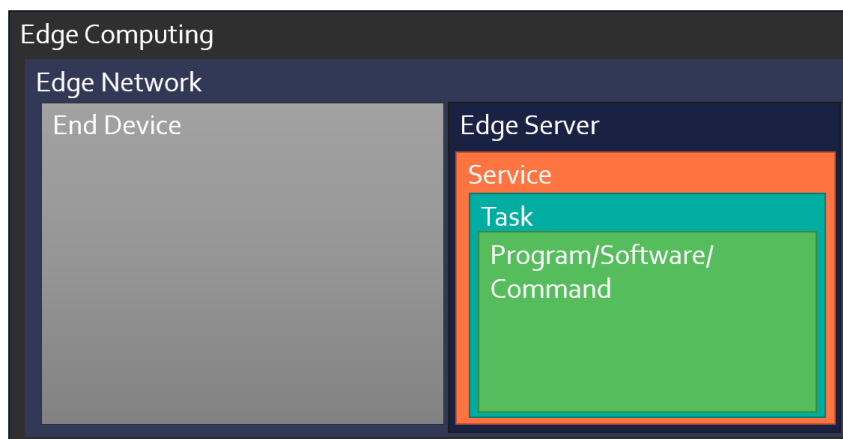 Edge Computing
Edge Network
End Device
Edge Server
Service
Task
Program/Software/
Command